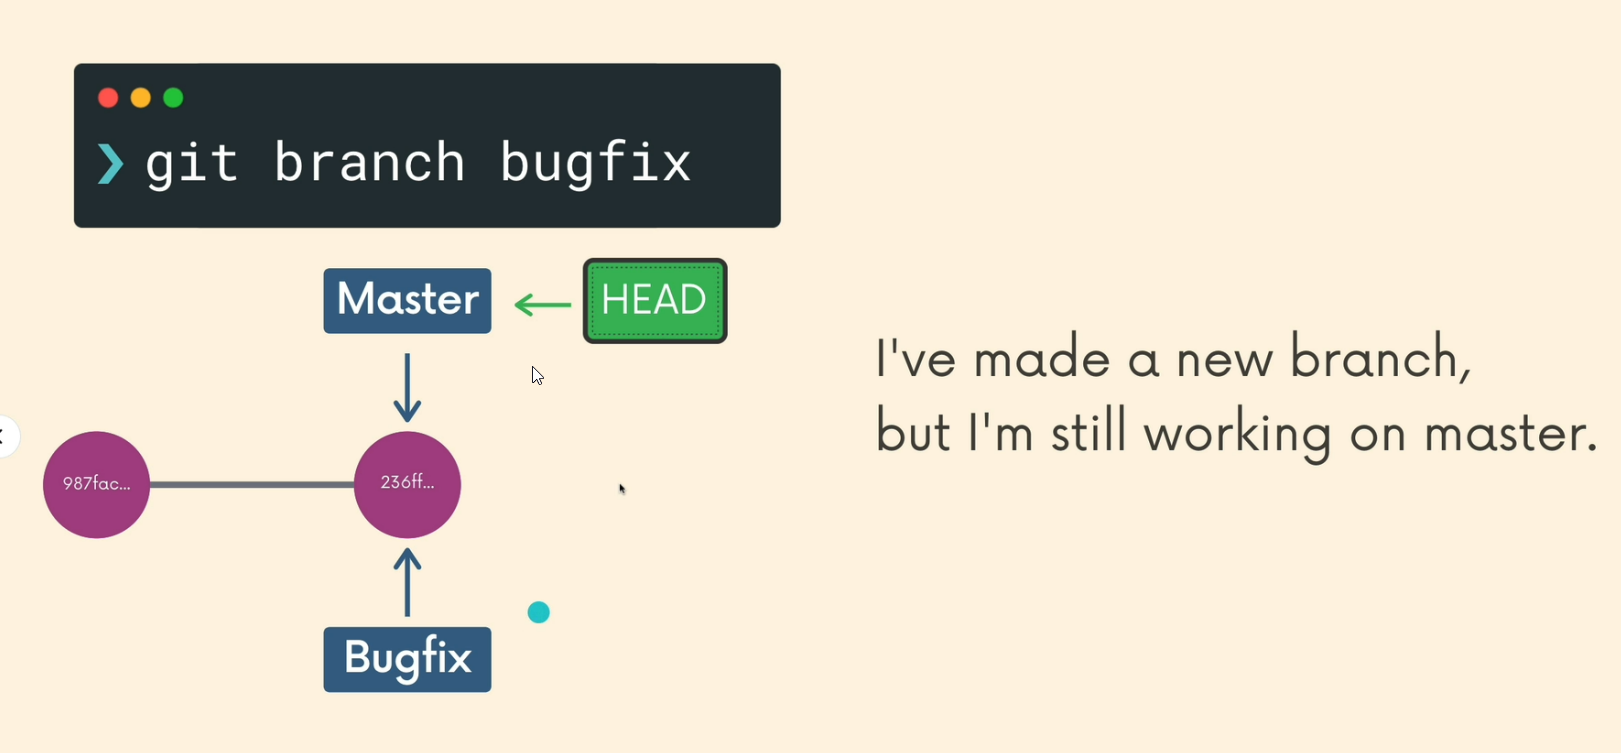 ❯ git branch bugfix
Master
HEAD
I've made a new branch,
but I'm still working on master.
987fac...
236ff...
Bugfix